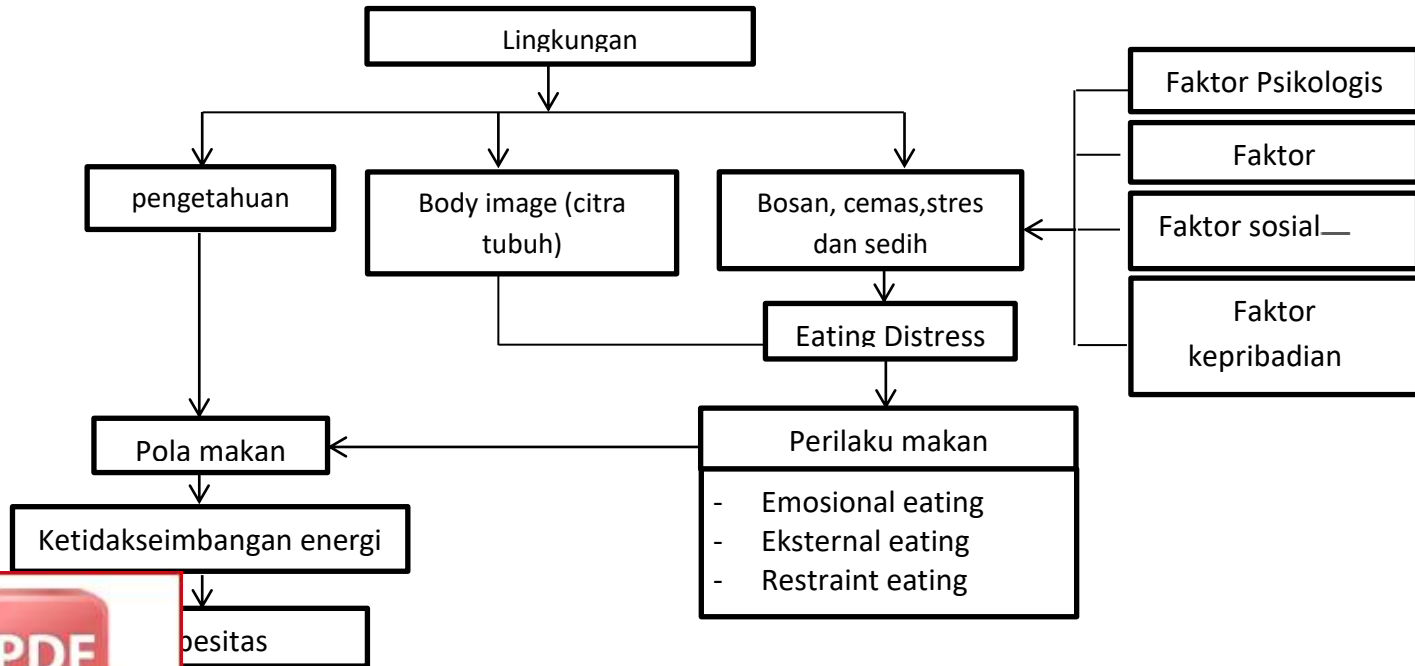 Lingkungan
Faktor Psikologis
Faktor
Faktor sosial
Faktor
kepribadian
pengetahuan
Body image (citra
tubuh)
Bosan, cemas,stres
dan sedih
Eating Distress
Pola makan
Perilaku makan
- Emosional eating
- Eksternal eating
- Restraint eating
Ketidakseimbangan energi
PDF